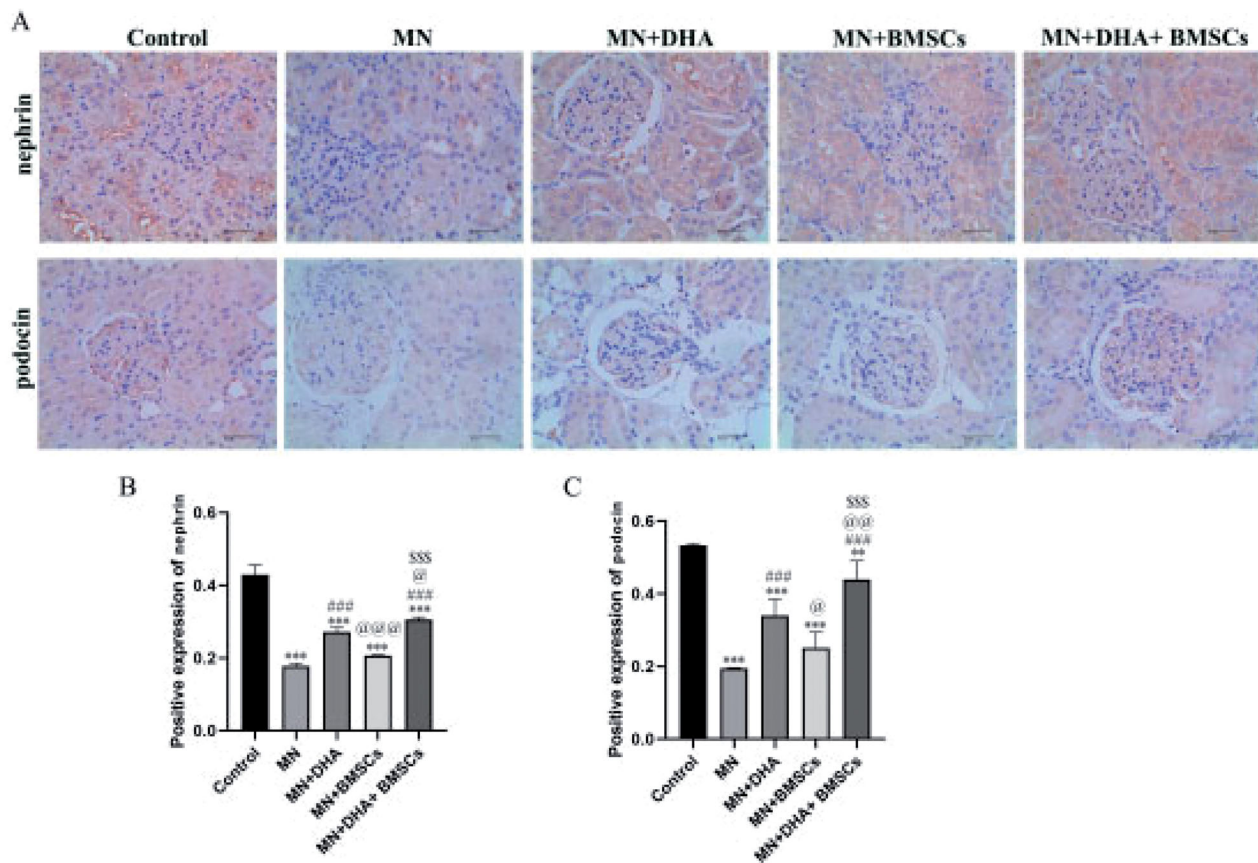 A
Control MN MN+DHA MN+BMSCs MN+DHA+ BMSCs
nephrin
podocin
B
Positive expression of nephrin
0.6
0.4
0.2
0.0
***
###
***
@@@
***
$$$
@
###
***
Control MN MN+DHA MN+BMSCs MN+DHA+ BMSCs
C
Positive expression of podocin
0.6
0.4
0.2
0.0
***
###
***
@
***
$$$
@@
###
**
Control MN MN+DHA MN+BMSCs MN+DHA+ BMSCs